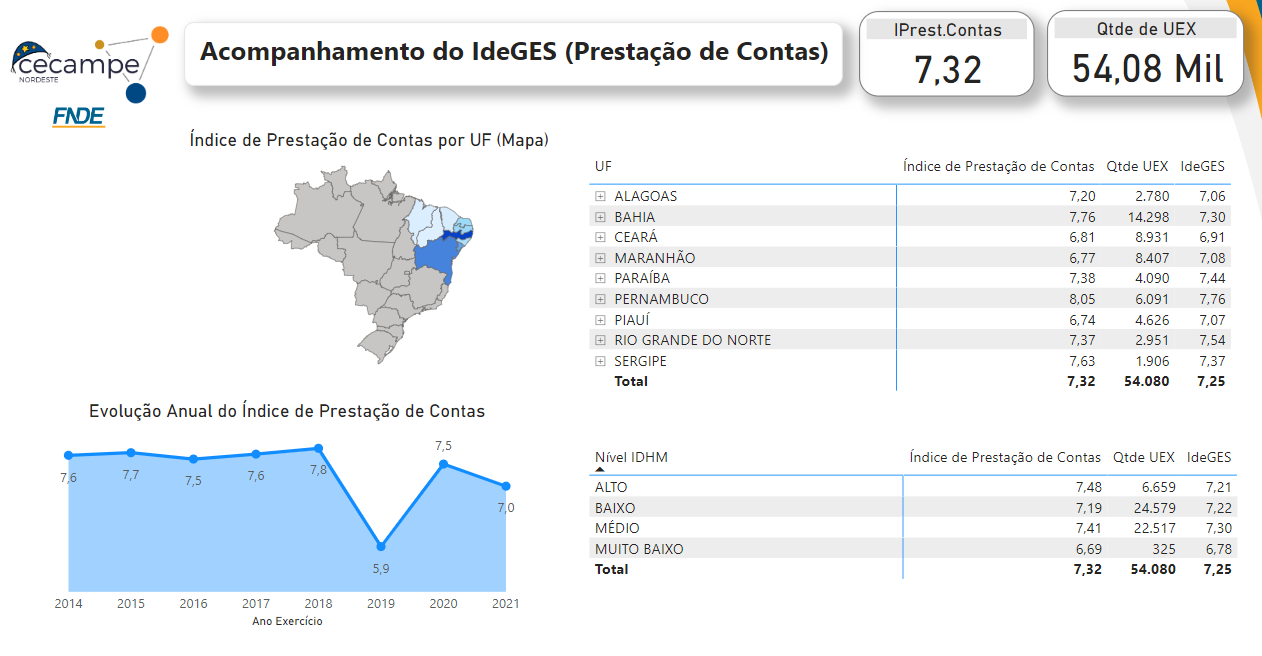 cecampe
NORDESTE
FNDE
Acompanhamento do IdeGES (Prestação de Contas)
IPrest.Contas
7,32
Qtde de UEX
54,08 Mil
Índice de Prestação de Contas por UF (Mapa)
UF Índice de Prestação de Contas Qtde UEX IdeGES
ALAGOAS 7,20 2.780 7,06
BAHIA 7,76 14.298 7,30
CEARÁ 6,81 8.931 6,91
MARANHÃO 6,77 8.407 7,08
PARAÍBA 7,38 4.090 7,44
PERNAMBUCO 8,05 6.091 7,76
PIAUÍ 6,74 4.626 7,07
RIO GRANDE DO NORTE 7,37 2.951 7,54
SERGIPE 7,63 1.906 7,37
Total 7,32 54.080 7,25
Evolução Anual do Índice de Prestação de Contas
7,6 7,7 7,5 7,6 7,8 5,9 7,5 7,0
2014 2015 2016 2017 2018 2019 2020 2021
Ano Exercício
Nível IDHM Índice de Prestação de Contas Qtde UEX IdeGES
ALTO 7,48 6.659 7,21
BAIXO 7,19 24.579 7,22
MÉDIO 7,41 22.517 7,30
MUITO BAIXO 6,69 325 6,78
Total 7,32 54.080 7,25